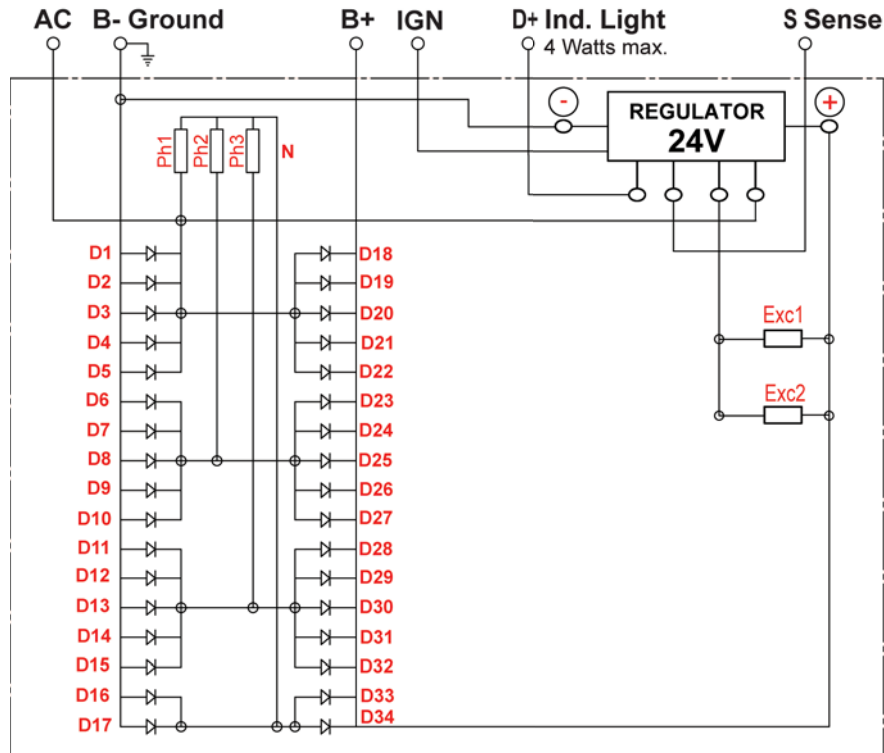 AC B- Ground B+ IGN D+ Ind. Light S Sense
4 Watts max.
- REGULATOR +
24V
Ph1 Ph2 Ph3 N
D1 D18
D2 D19
D3 D20
D4 D21
D5 D22
D6 D23
D7 D24
D8 D25
D9 D26
D10 D27
D11 D28
D12 D29
D13 D30
D14 D31
D15 D32
D16 D33
D17 D34
Exc1
Exc2